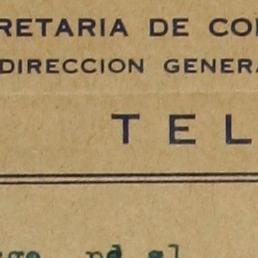 RETARIA DE CO
DIRECCION GENERA
TEL